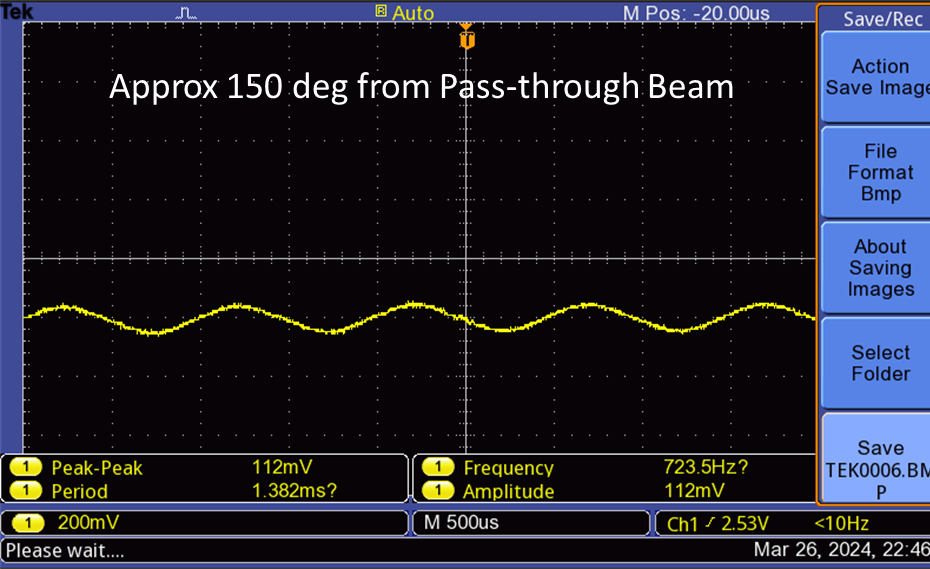 Tek
Auto
M Pos: -20.00us
Save/Rec
Approx 150 deg from Pass-through Beam
Action
Save Image
File
Format
Bmp
About
Saving
Images
Select
Folder
Save
TEK0006.BM
P
1 Peak-Peak 112mV
1 Frequency 723.5Hz?
1 Period 1.382ms?
1 Amplitude 112mV
1 200mV
M 500us
Ch1 2.53V <10Hz
Please wait....
Mar 26, 2024, 22:46